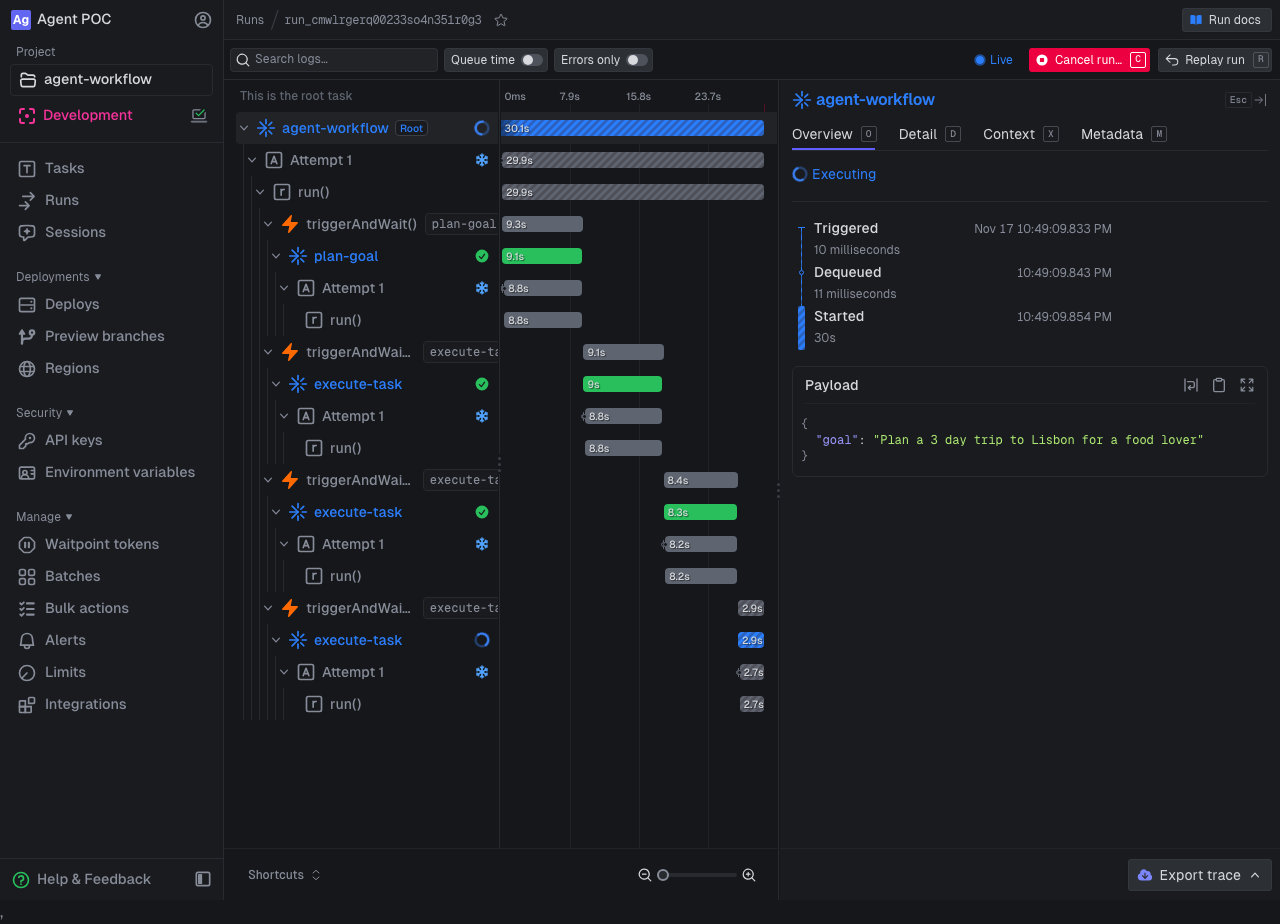 Ag Agent POC
Project
agent-workflow
Development
Tasks
Runs
Sessions
Deployments
Deploys
Preview branches
Regions
Security
API keys
Environment variables
Manage
Waitpoint tokens
Batches
Bulk actions
Alerts
Limits
Integrations
Help & Feedback
Runs / run_cmwlrgerq00233so4n351r0g3
Run docs
Search logs…
Queue time
Errors only
Live
Cancel run… C
Replay run R
This is the root task
0ms 7.9s 15.8s 23.7s
agent-workflow Root 30.1s
A Attempt 1 29.9s
r run() 29.9s
triggerAndWait() plan-goal 9.3s
plan-goal 9.1s
A Attempt 1 8.8s
r run() 8.8s
triggerAndWai… execute-ta 9.1s
execute-task 9s
A Attempt 1 8.8s
r run() 8.8s
triggerAndWai… execute-ta 8.4s
execute-task 8.3s
A Attempt 1 8.2s
r run() 8.2s
triggerAndWai… execute-ta 2.9s
execute-task 2.9s
A Attempt 1 2.7s
r run() 2.7s
Shortcuts
agent-workflow
Esc
Overview O Detail D Context X Metadata M
Executing
Triggered Nov 17 10:49:09.833 PM
10 milliseconds
Dequeued 10:49:09.843 PM
11 milliseconds
Started 10:49:09.854 PM
30s
Payload
{
"goal": "Plan a 3 day trip to Lisbon for a food lover"
}
Export trace